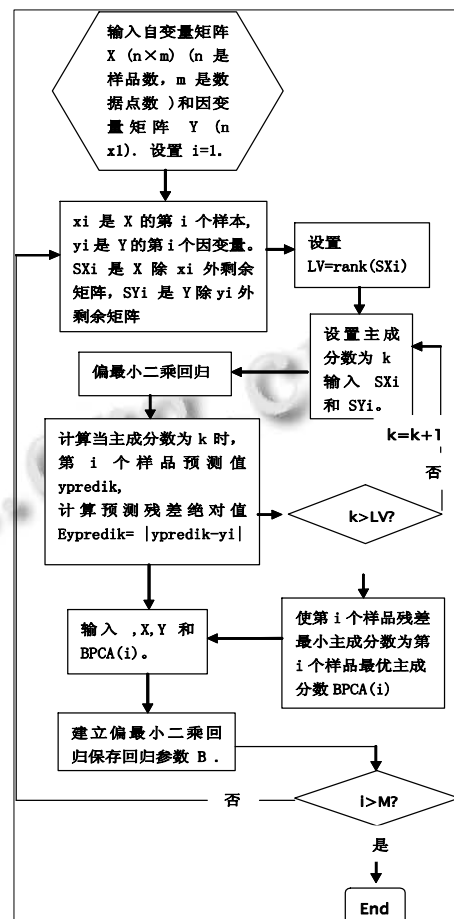 输入自变量矩阵
X (n×m) (n 是
样品数, m 是数
据点数 )和因变
量矩阵 Y (n
x1). 设置 i=1。
xi 是 X 的第 i 个样本,
yi是 Y的第i个因变量。
SXi 是 X 除 xi 外剩余
矩阵, SYi 是 Y除yi外
剩余矩阵
设置
LV=rank(SXi)
设置主成
分数为 k
输入 SXi
和 SYi。
偏最小二乘回归
k=k+1
计算当主成分数为 k 时,
第 i 个样品预测值
ypredik,
计算预测残差绝对值
Eypredik= |ypredik-yi|
否
k>LV?
使第 i 个样品残差
最小主成分数为第
i 个样品最优主成
分数 BPCA(i)
输入 ,X,Y 和
BPCA(i)。
建立偏最小二乘回
归保存回归参数 B .
否
i>M?
是
End